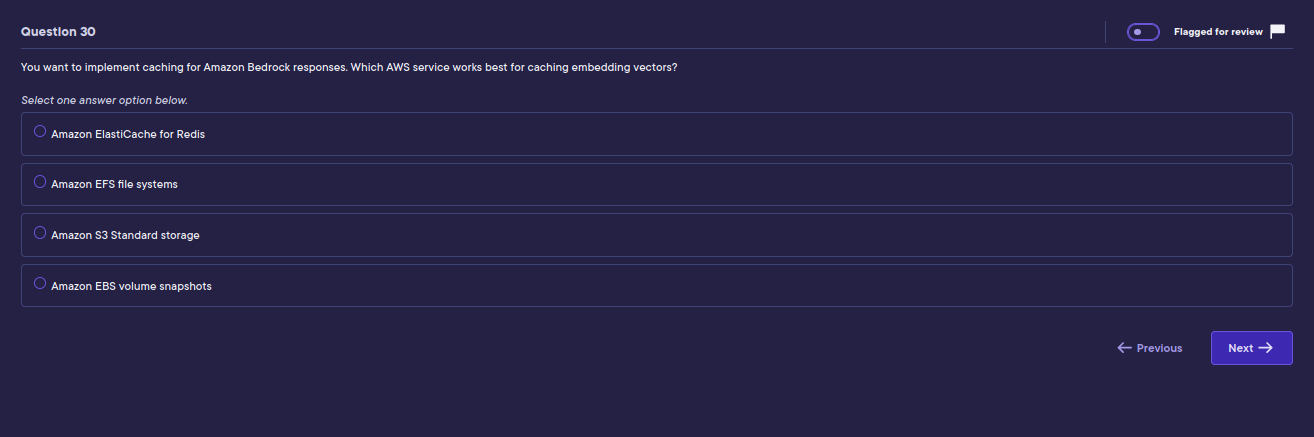 Question 30
Flagged for review
You want to implement caching for Amazon Bedrock responses. Which AWS service works best for caching embedding vectors?
Select one answer option below.
Amazon ElastiCache for Redis
Amazon EFS file systems
Amazon S3 Standard storage
Amazon EBS volume snapshots
Previous
Next